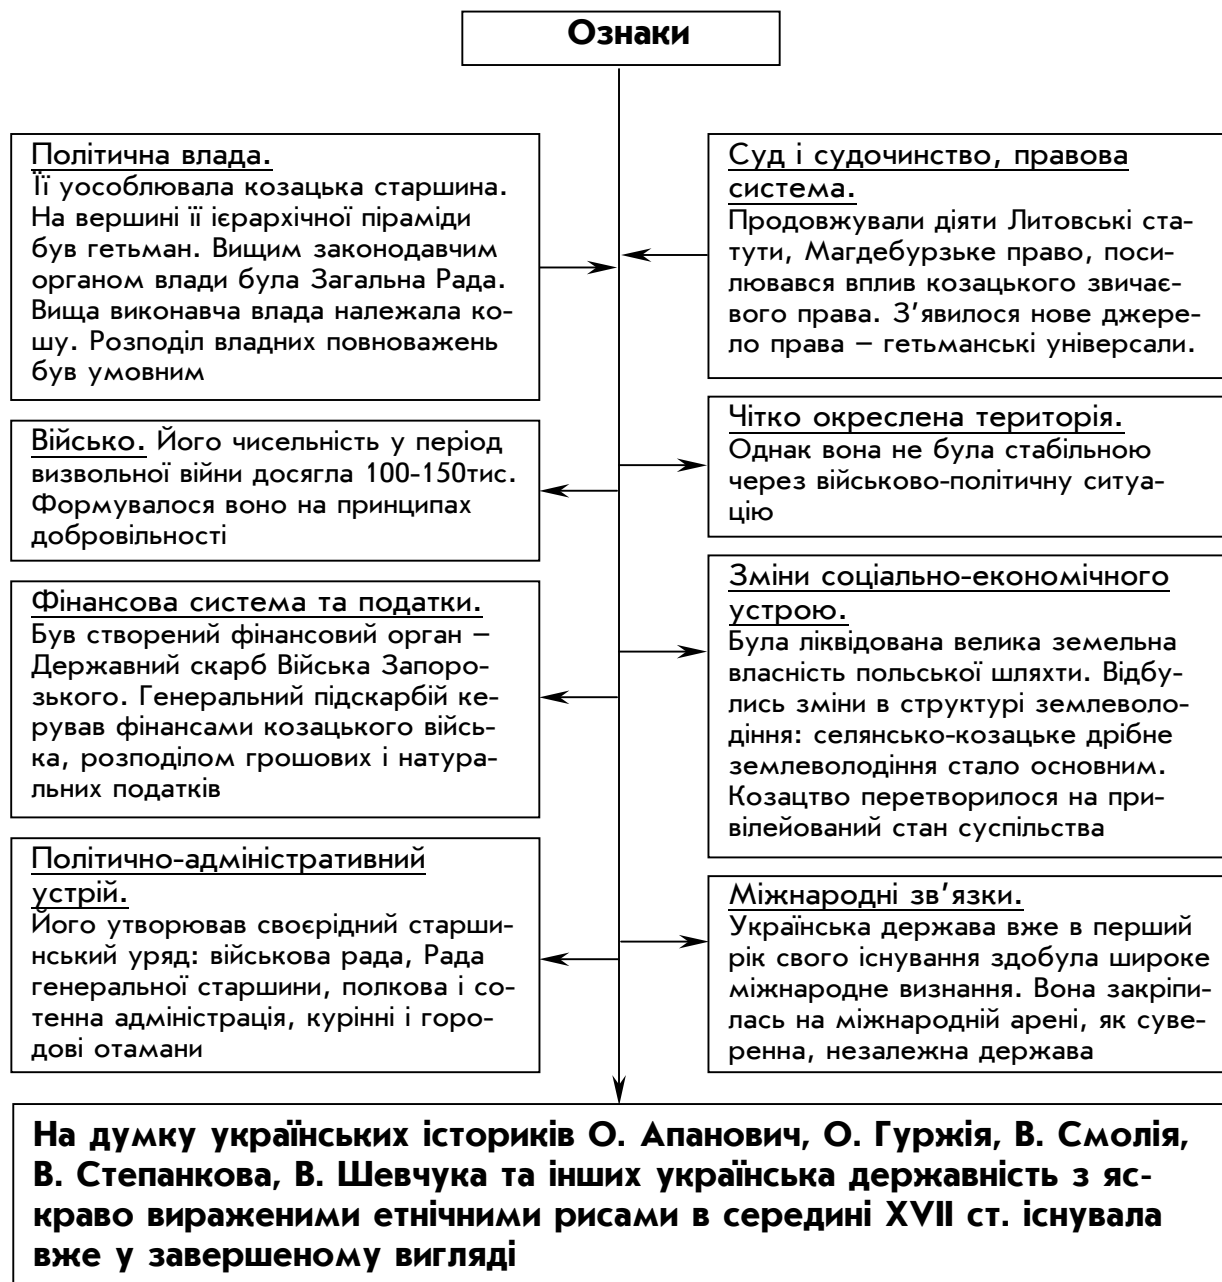 Ознаки
Політична влада.
Її уособлювала козацька старшина.
На вершині її ієрархічної піраміди
був гетьман. Вищим законодавчим
органом влади була Загальна Рада.
Вища виконавча влада належала ко-
шу. Розподіл владних повноважень
був умовним
Військо. Його чисельність у період
визвольної війни досягла 100-150тис.
Формувалося воно на принципах
добровільності
Фінансова система та податки.
Був створений фінансовий орган –
Державний скарб Війська Запоро-
зького. Генеральний підскарбій ке-
рував фінансами козацького війсь-
ка, розподілом грошових і натура-
льних податків
Політично-адміністративний
устрій.
Його утворював своєрідний старши-
нський уряд: військова рада, Рада
генеральної старшини, полкова і со-
тенна адміністрація, курінні і горо-
дові отамани
Суд і судочинство, правова
система.
Продовжували діяти Литовські ста-
тути, Магдебурзьке право, поси-
лювався вплив козацького звичає-
вого права. З’явилося нове джере-
ло права – гетьманські універсали.
Чітко окреслена територія.
Однак вона не була стабільною
через військово-політичну ситуа-
цію
Зміни соціально-економічного
устрою.
Була ліквідована велика земельна
власність польської шляхти. Відбу-
лись зміни в структурі землеволо-
діння: селянсько-козацьке дрібне
землеволодіння стало основним.
Козацтво перетворилося на при-
вілейований стан суспільства
Міжнародні зв’язки.
Українська держава вже в перший
рік свого існування здобула широке
міжнародне визнання. Вона закріпи-
лась на міжнародній арені, як суве-
ренна, незалежна держава
На думку українських істориків О. Апанович, О. Гуржія, В. Смолія,
В. Степанкова, В. Шевчука та інших українська державність з яс-
краво вираженими етнічними рисами в середині XVII ст. існувала
вже у завершеному вигляді